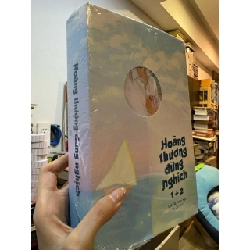 Hoàng thượng đừng nghịch
Hoàng
thượng
đừng
nghịch
1+2